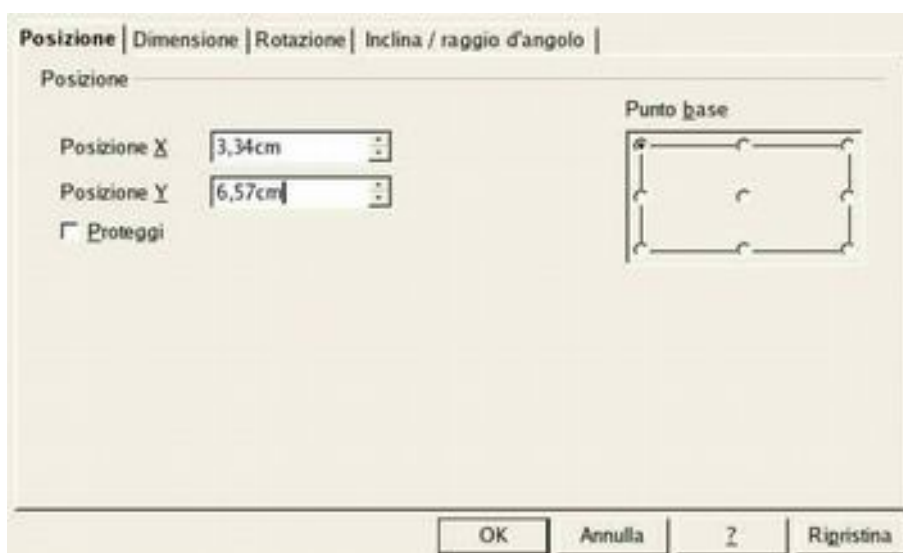 Posizione Dimensione Rotazione Inclina / raggio d'angolo
Posizione
Punto base
Posizione X 3,34cm
Posizione Y 6,57cm
Proteggi
OK Annulla ? Ripristina